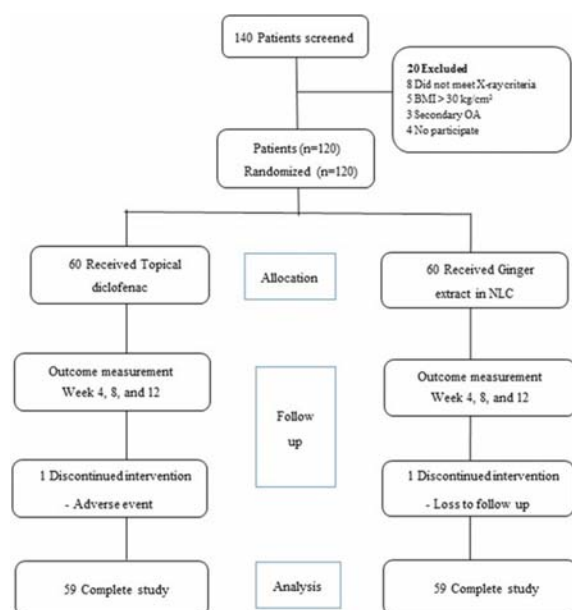 140 Patients screened
20 Excluded
8 Did not meet X-ray criteria
5 BMI > 30 kg/cm²
3 Secondary OA
4 No participate
Patients (n=120)
Randomized (n=120)
60 Received Topical
diclofenac
Allocation
60 Received Ginger
extract in NLC
Outcome measurement
Week 4, 8, and 12
Follow
up
Outcome measurement
Week 4, 8, and 12
1 Discontinued intervention
- Adverse event
1 Discontinued intervention
- Loss to follow up
59 Complete study
Analysis
59 Complete study